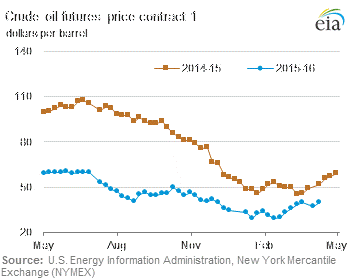 Crude oil futures price contract 1
dollars per barrel
eia
140
2014-15
2015-16
110
80
50
20
May
Aug
Nov
Feb
May
Source: U.S. Energy Information Administration, New York Mercantile
Exchange (NYMEX)